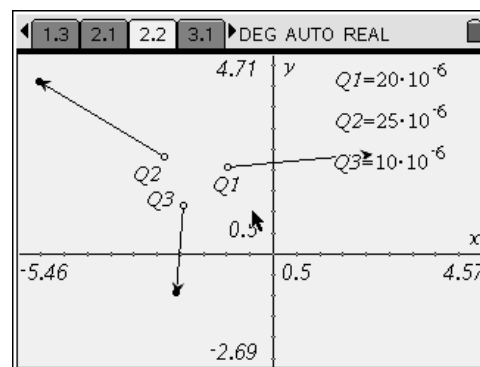 1.3 2.1 2.2 3.1 DEG AUTO REAL
4.71 y
Q1=20·10⁻⁶
Q2=25·10⁻⁶
Q3=10·10⁻⁶
Q2
Q1
Q3
0.5
x
-5.46 0.5 4.57
-2.69